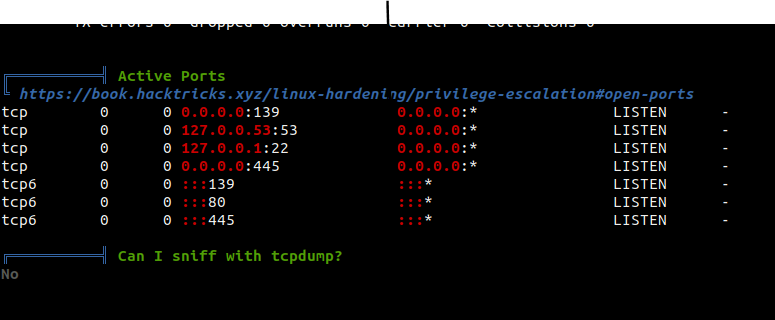 TX errors 0  dropped 0 overruns 0  carrier 0  collisions 0
Active Ports
https://book.hacktricks.xyz/linux-hardening/privilege-escalation#open-ports
tcp        0      0 0.0.0.0:139             0.0.0.0:*               LISTEN      -
tcp        0      0 127.0.0.53:53           0.0.0.0:*               LISTEN      -
tcp        0      0 127.0.0.1:22            0.0.0.0:*               LISTEN      -
tcp        0      0 0.0.0.0:445             0.0.0.0:*               LISTEN      -
tcp6       0      0 :::139                  :::*                    LISTEN      -
tcp6       0      0 :::80                   :::*                    LISTEN      -
tcp6       0      0 :::445                  :::*                    LISTEN      -
Can I sniff with tcpdump?
No